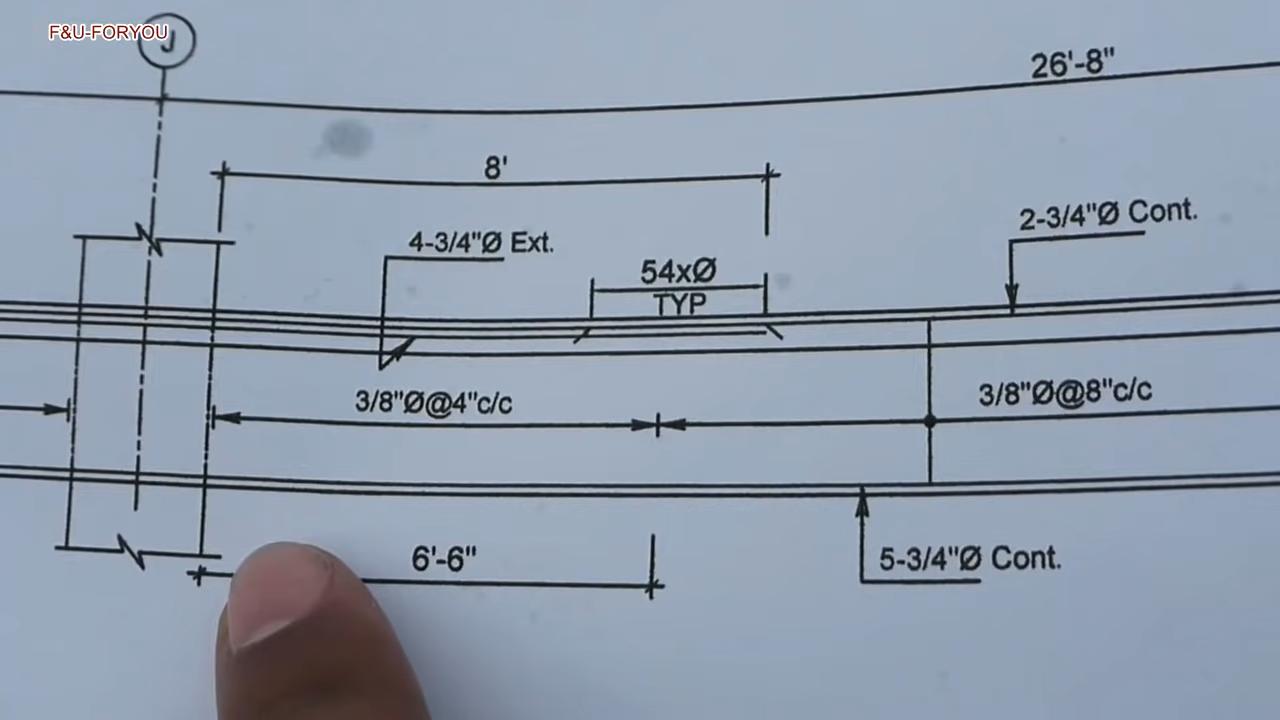 F&U-FORYOU
J
26'-8"
8'
2-3/4"Ø Cont.
4-3/4"Ø Ext.
54xØ
TYP
3/8"Ø@4"c/c
3/8"Ø@8"c/c
6'-6"
5-3/4"Ø Cont.